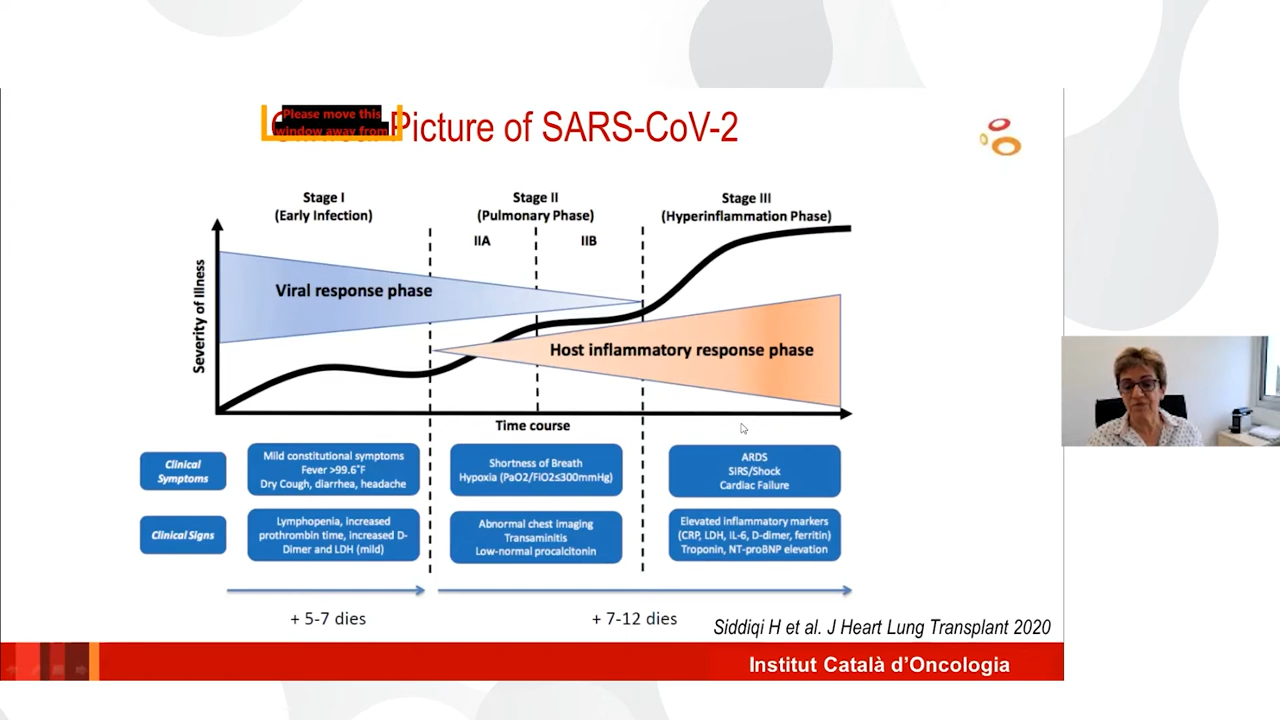 Please move this
window away from
Picture of SARS-CoV-2
Stage I
(Early Infection)
Stage II
(Pulmonary Phase)
Stage III
(Hyperinflammation Phase)
IIA
IIB
Severity of Illness
Viral response phase
Host inflammatory response phase
Time course
Clinical
Symptoms
Mild constitutional symptoms
Fever >99.6°F
Dry Cough, diarrhea, headache
Shortness of Breath
Hypoxia (PaO2/FiO2≤300mmHg)
ARDS
SIRS/Shock
Cardiac Failure
Clinical Signs
Lymphopenia, increased
prothrombin time, increased D-
Dimer and LDH (mild)
Abnormal chest imaging
Transaminitis
Low-normal procalcitonin
Elevated inflammatory markers
(CRP, LDH, IL-6, D-dimer, ferritin)
Troponin, NT-proBNP elevation
+ 5-7 dies
+ 7-12 dies
Siddiqi H et al. J Heart Lung Transplant 2020
Institut Català d’Oncologia